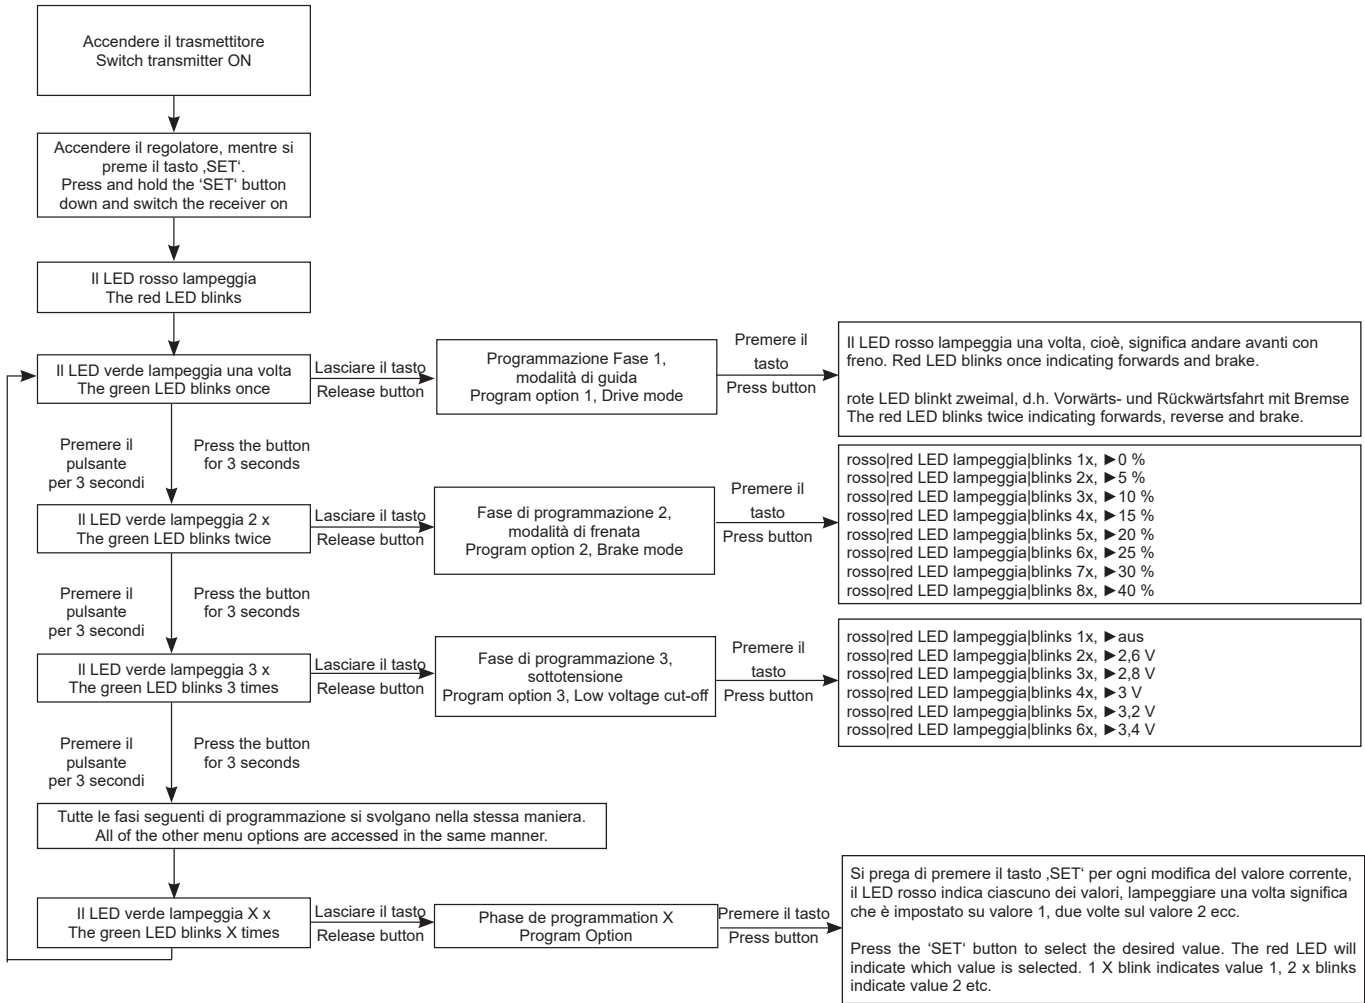 Accendere il trasmettitore
Switch transmitter ON
Accendere il regolatore, mentre si
preme il tasto ‚SET‘.
Press and hold the ‘SET‘ button
down and switch the receiver on
Il LED rosso lampeggia
The red LED blinks
Il LED verde lampeggia una volta
The green LED blinks once
Lasciare il tasto
Release button
Programmazione Fase 1,
modalità di guida
Program option 1, Drive mode
Premere il
tasto
Press button
Il LED rosso lampeggia una volta, cioè, significa andare avanti con
freno. Red LED blinks once indicating forwards and brake.
rote LED blinkt zweimal, d.h. Vorwärts- und Rückwärtsfahrt mit Bremse
The red LED blinks twice indicating forwards, reverse and brake.
Premere il
pulsante
per 3 secondi
Press the button
for 3 seconds
Il LED verde lampeggia 2 x
The green LED blinks twice
Lasciare il tasto
Release button
Fase di programmazione 2,
modalità di frenata
Program option 2, Brake mode
Premere il
tasto
Press button
rosso|red LED lampeggia|blinks 1x, ►0 %
rosso|red LED lampeggia|blinks 2x, ►5 %
rosso|red LED lampeggia|blinks 3x, ►10 %
rosso|red LED lampeggia|blinks 4x, ►15 %
rosso|red LED lampeggia|blinks 5x, ►20 %
rosso|red LED lampeggia|blinks 6x, ►25 %
rosso|red LED lampeggia|blinks 7x, ►30 %
rosso|red LED lampeggia|blinks 8x, ►40 %
Premere il
pulsante
per 3 secondi
Press the button
for 3 seconds
Il LED verde lampeggia 3 x
The green LED blinks 3 times
Lasciare il tasto
Release button
Fase di programmazione 3,
sottotensione
Program option 3, Low voltage cut-off
Premere il
tasto
Press button
rosso|red LED lampeggia|blinks 1x, ►aus
rosso|red LED lampeggia|blinks 2x, ►2,6 V
rosso|red LED lampeggia|blinks 3x, ►2,8 V
rosso|red LED lampeggia|blinks 4x, ►3 V
rosso|red LED lampeggia|blinks 5x, ►3,2 V
rosso|red LED lampeggia|blinks 6x, ►3,4 V
Premere il
pulsante
per 3 secondi
Press the button
for 3 seconds
Tutte le fasi seguenti di programmazione si svolgano nella stessa maniera.
All of the other menu options are accessed in the same manner.
Il LED verde lampeggia X x
The green LED blinks X times
Lasciare il tasto
Release button
Phase de programmation X
Program Option
Premere il tasto
Press button
Si prega di premere il tasto ‚SET‘ per ogni modifica del valore corrente,
il LED rosso indica ciascuno dei valori, lampeggiare una volta significa
che è impostato su valore 1, due volte sul valore 2 ecc.
Press the ‘SET‘ button to select the desired value. The red LED will
indicate which value is selected. 1 X blink indicates value 1, 2 x blinks
indicate value 2 etc.